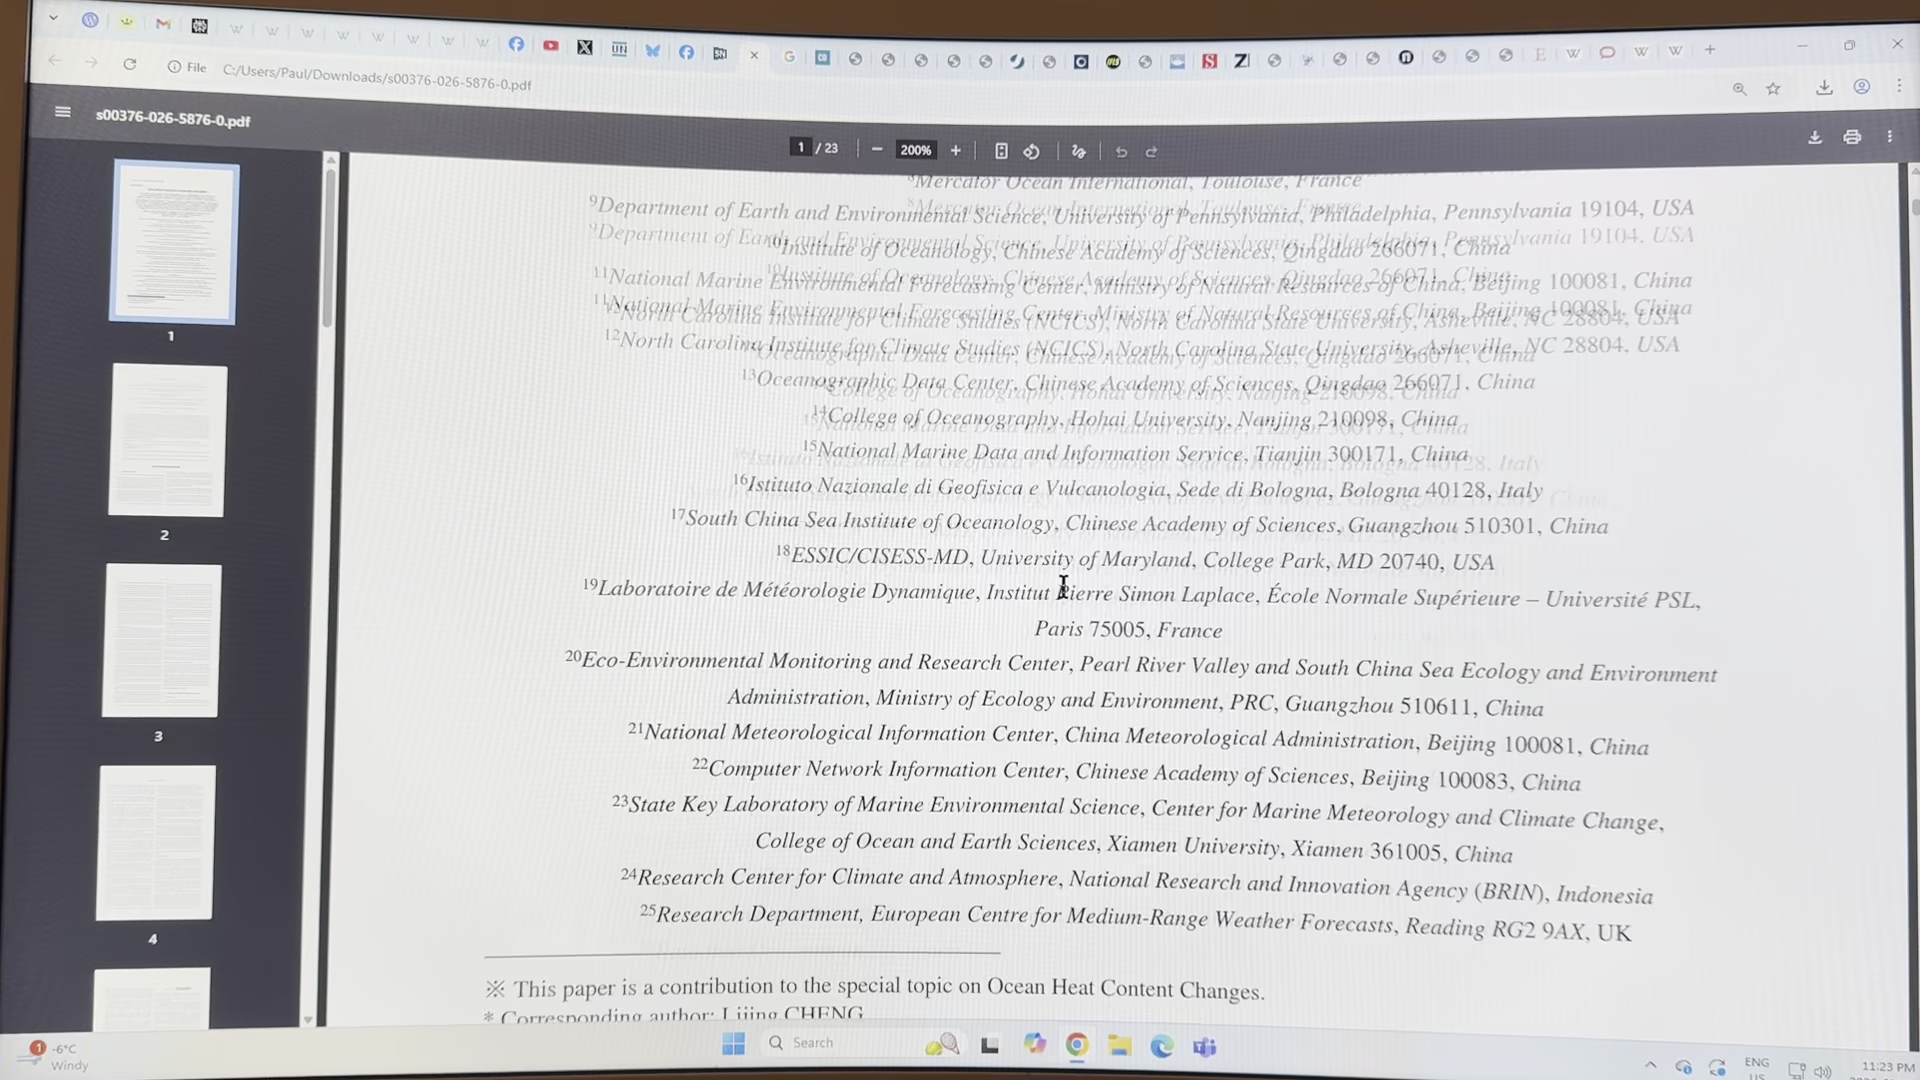 File C:/Users/Paul/Downloads/s00376-026-5876-0.pdf
s00376-026-5876-0.pdf
1 / 23
200%
⁸Mercator Ocean International, Toulouse, France
⁹Department of Earth and Environmental Science, University of Pennsylvania, Philadelphia, Pennsylvania 19104, USA
¹⁰Institute of Oceanology, Chinese Academy of Sciences, Qingdao 266071, China
¹¹National Marine Environmental Forecasting Center, Ministry of Natural Resources of China, Beijing 100081, China
¹²North Carolina Institute for Climate Studies (NCICS), North Carolina State University, Asheville, NC 28804, USA
¹³Oceanographic Data Center, Chinese Academy of Sciences, Qingdao 266071, China
¹⁴College of Oceanography, Hohai University, Nanjing 210098, China
¹⁵National Marine Data and Information Service, Tianjin 300171, China
¹⁶Istituto Nazionale di Geofisica e Vulcanologia, Sede di Bologna, Bologna 40128, Italy
¹⁷South China Sea Institute of Oceanology, Chinese Academy of Sciences, Guangzhou 510301, China
¹⁸ESSIC/CISESS-MD, University of Maryland, College Park, MD 20740, USA
¹⁹Laboratoire de Météorologie Dynamique, Institut Pierre Simon Laplace, École Normale Supérieure – Université PSL,
Paris 75005, France
²⁰Eco-Environmental Monitoring and Research Center, Pearl River Valley and South China Sea Ecology and Environment
Administration, Ministry of Ecology and Environment, PRC, Guangzhou 510611, China
²¹National Meteorological Information Center, China Meteorological Administration, Beijing 100081, China
²²Computer Network Information Center, Chinese Academy of Sciences, Beijing 100083, China
²³State Key Laboratory of Marine Environmental Science, Center for Marine Meteorology and Climate Change,
College of Ocean and Earth Sciences, Xiamen University, Xiamen 361005, China
²⁴Research Center for Climate and Atmosphere, National Research and Innovation Agency (BRIN), Indonesia
²⁵Research Department, European Centre for Medium-Range Weather Forecasts, Reading RG2 9AX, UK
※ This paper is a contribution to the special topic on Ocean Heat Content Changes.
* Corresponding author: Lijing CHENG
1
2
3
4
1
-6°C
Windy
Search
ENG
US
11:23 PM